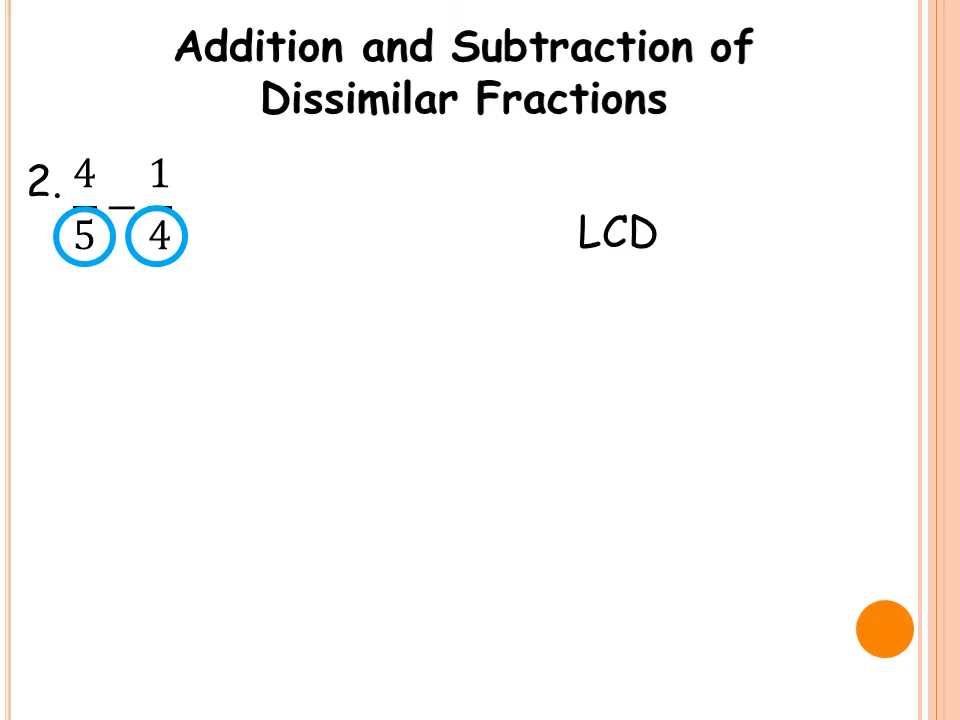 Addition and Subtraction of
Dissimilar Fractions
2. 4/5 − 1/4
LCD